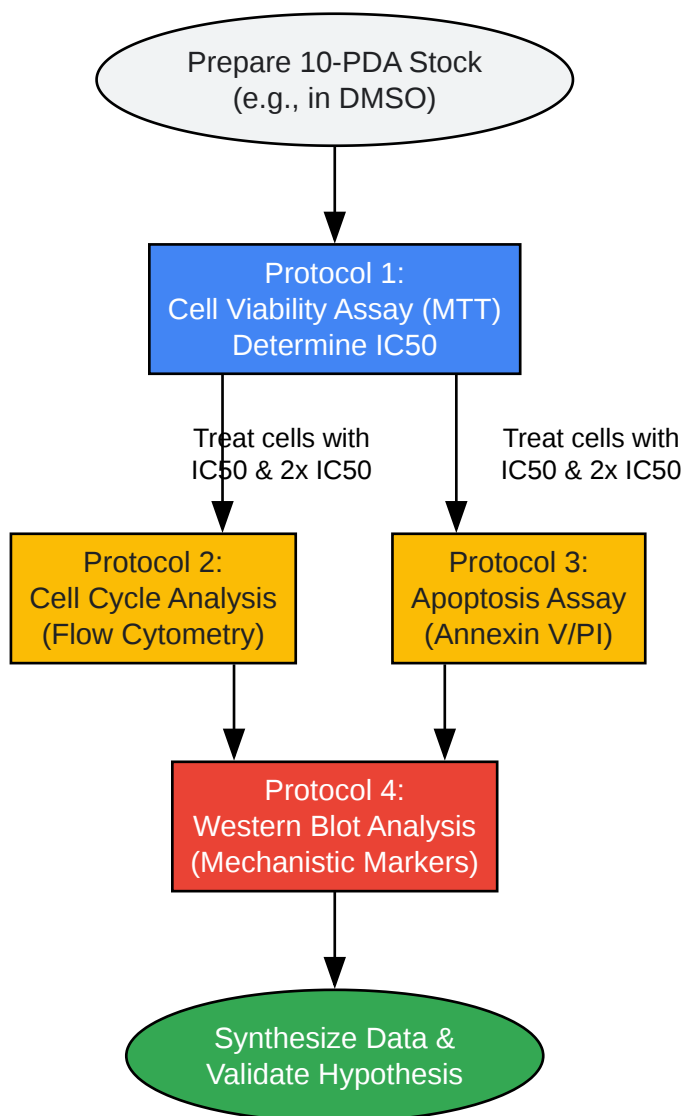 Prepare 10-PDA Stock
(e.g., in DMSO)
Protocol 1:
Cell Viability Assay (MTT)
Determine IC50
Treat cells with
IC50 & 2x IC50
Treat cells with
IC50 & 2x IC50
Protocol 2:
Cell Cycle Analysis
(Flow Cytometry)
Protocol 3:
Apoptosis Assay
(Annexin V/PI)
Protocol 4:
Western Blot Analysis
(Mechanistic Markers)
Synthesize Data &
Validate Hypothesis